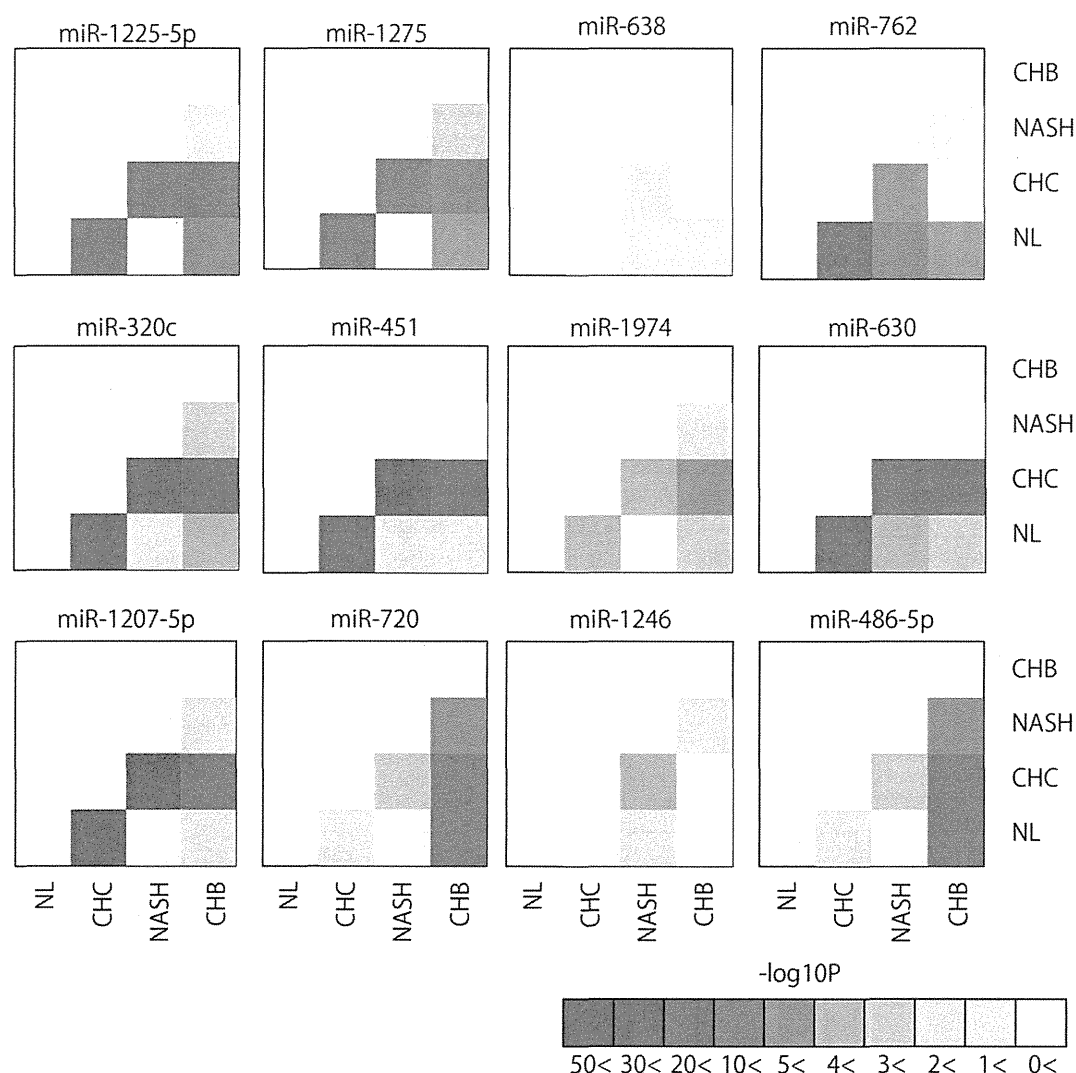 miR-1225-5p miR-1275 miR-638 miR-762
CHB
NASH
CHC
NL
miR-320c miR-451 miR-1974 miR-630
CHB
NASH
CHC
NL
miR-1207-5p miR-720 miR-1246 miR-486-5p
CHB
NASH
CHC
NL
NL CHC NASH CHB NL CHC NASH CHB NL CHC NASH CHB NL CHC NASH CHB
-log10P
50< 30< 20< 10< 5< 4< 3< 2< 1< 0<